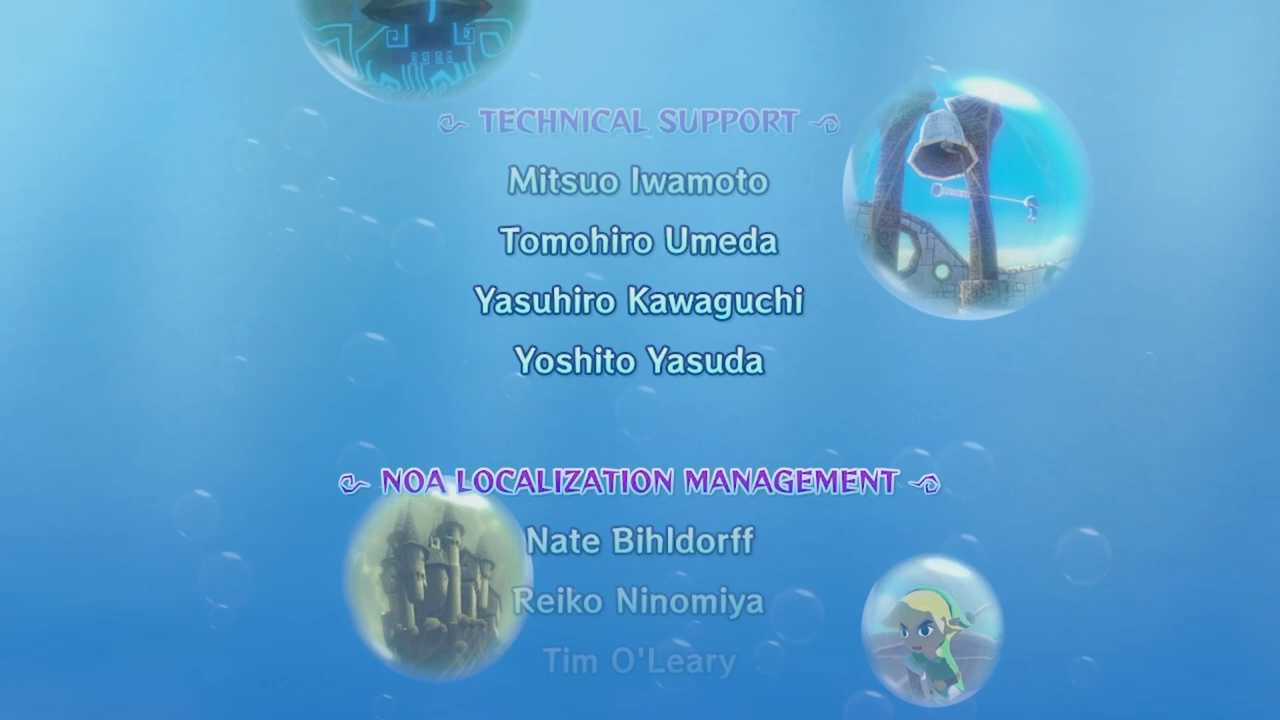 TECHNICAL SUPPORT
Mitsuo Iwamoto
Tomohiro Umeda
Yasuhiro Kawaguchi
Yoshito Yasuda
NOA LOCALIZATION MANAGEMENT
Nate Bihldorff
Reiko Ninomiya
Tim O'Leary